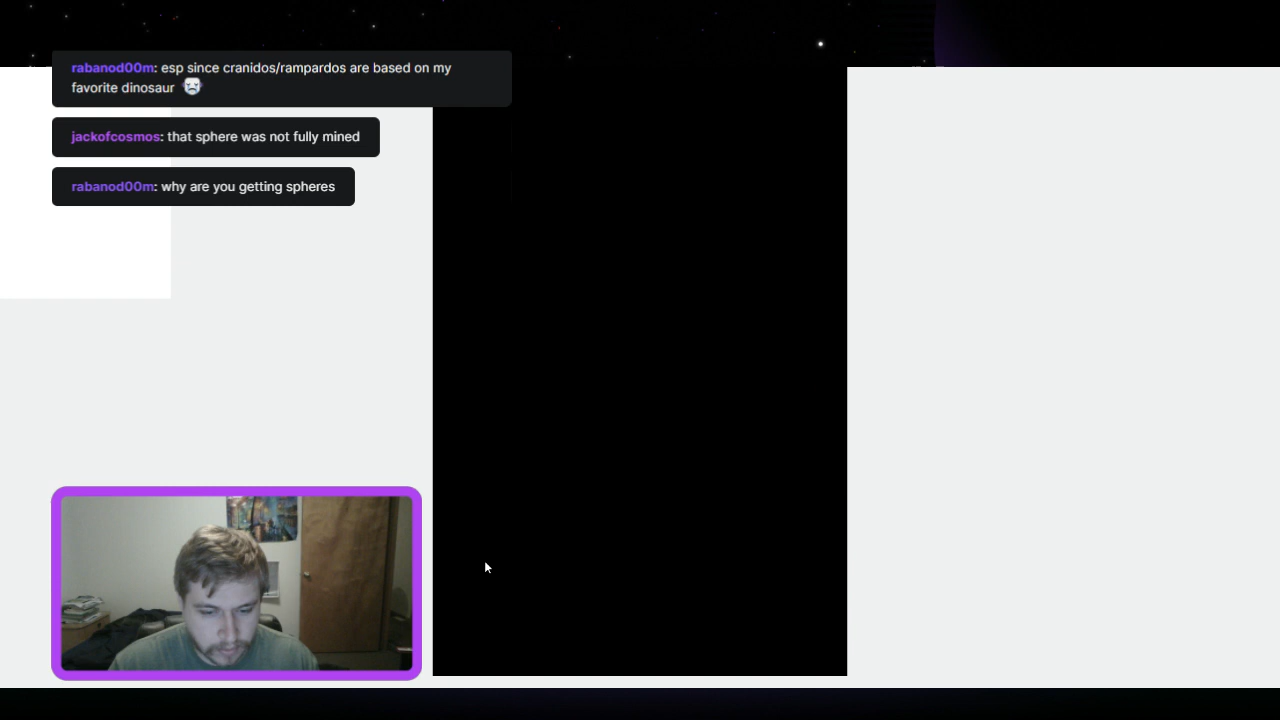 rabanod00m: esp since cranidos/rampardos are based on my
favorite dinosaur
jackofcosmos: that sphere was not fully mined
rabanod00m: why are you getting spheres